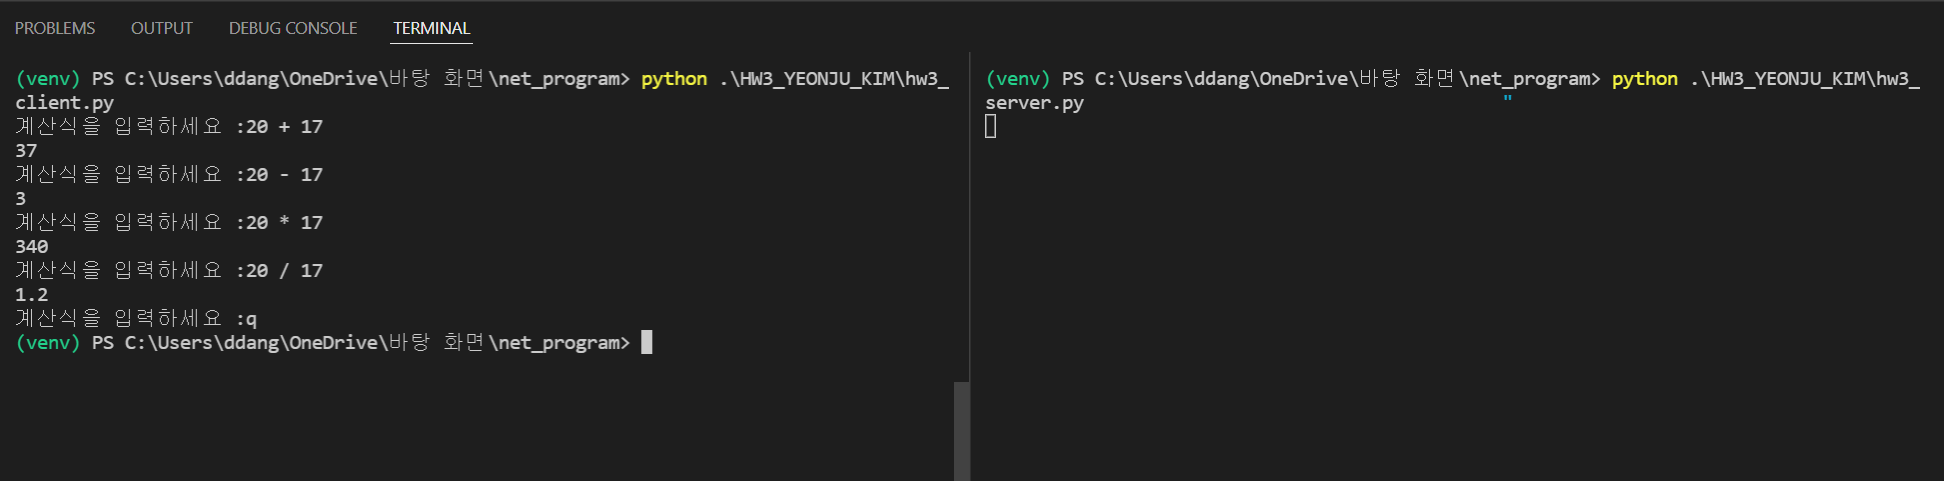 PROBLEMS OUTPUT DEBUG CONSOLE TERMINAL
(venv) PS C:\Users\ddang\OneDrive\바탕 화면\net_program> python .\HW3_YEONJU_KIM\hw3_
client.py
계산식을 입력하세요 :20 + 17
37
계산식을 입력하세요 :20 - 17
3
계산식을 입력하세요 :20 * 17
340
계산식을 입력하세요 :20 / 17
1.2
계산식을 입력하세요 :q
(venv) PS C:\Users\ddang\OneDrive\바탕 화면\net_program>
(venv) PS C:\Users\ddang\OneDrive\바탕 화면\net_program> python .\HW3_YEONJU_KIM\hw3_
server.py "